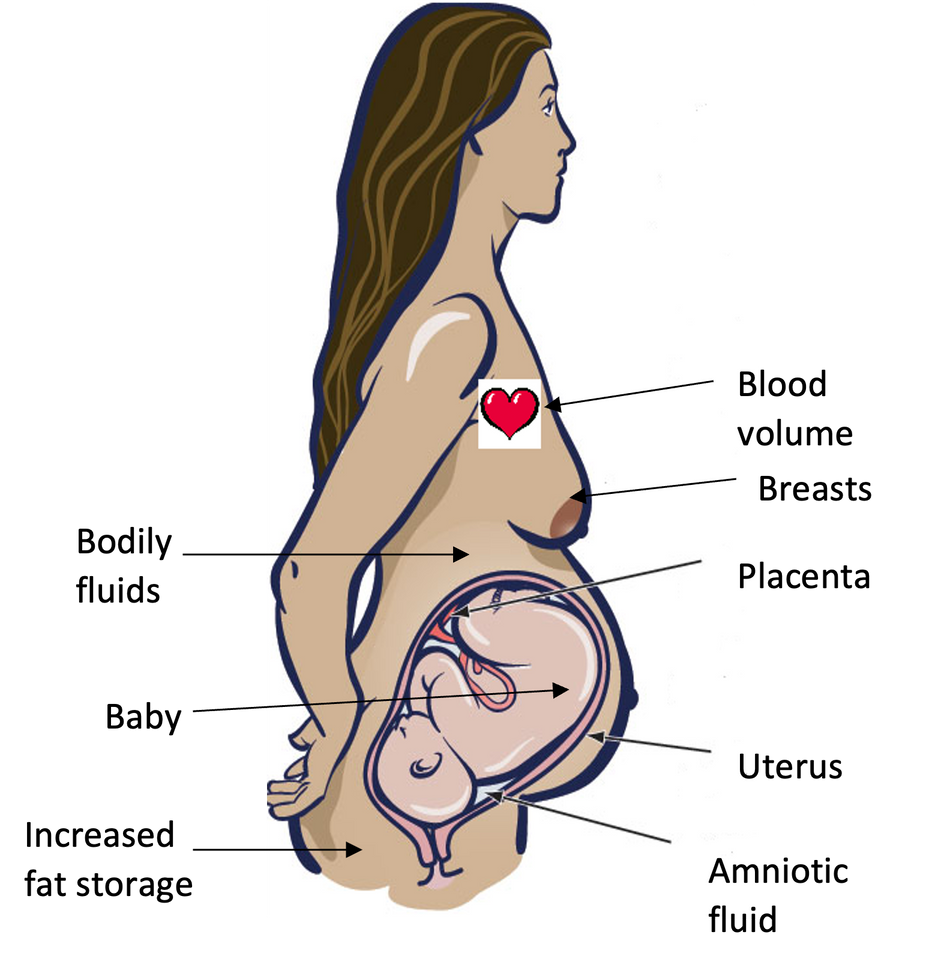 Blood
volume
Breasts
Bodily
fluids
Placenta
Baby
Uterus
Increased
fat storage
Amniotic
fluid